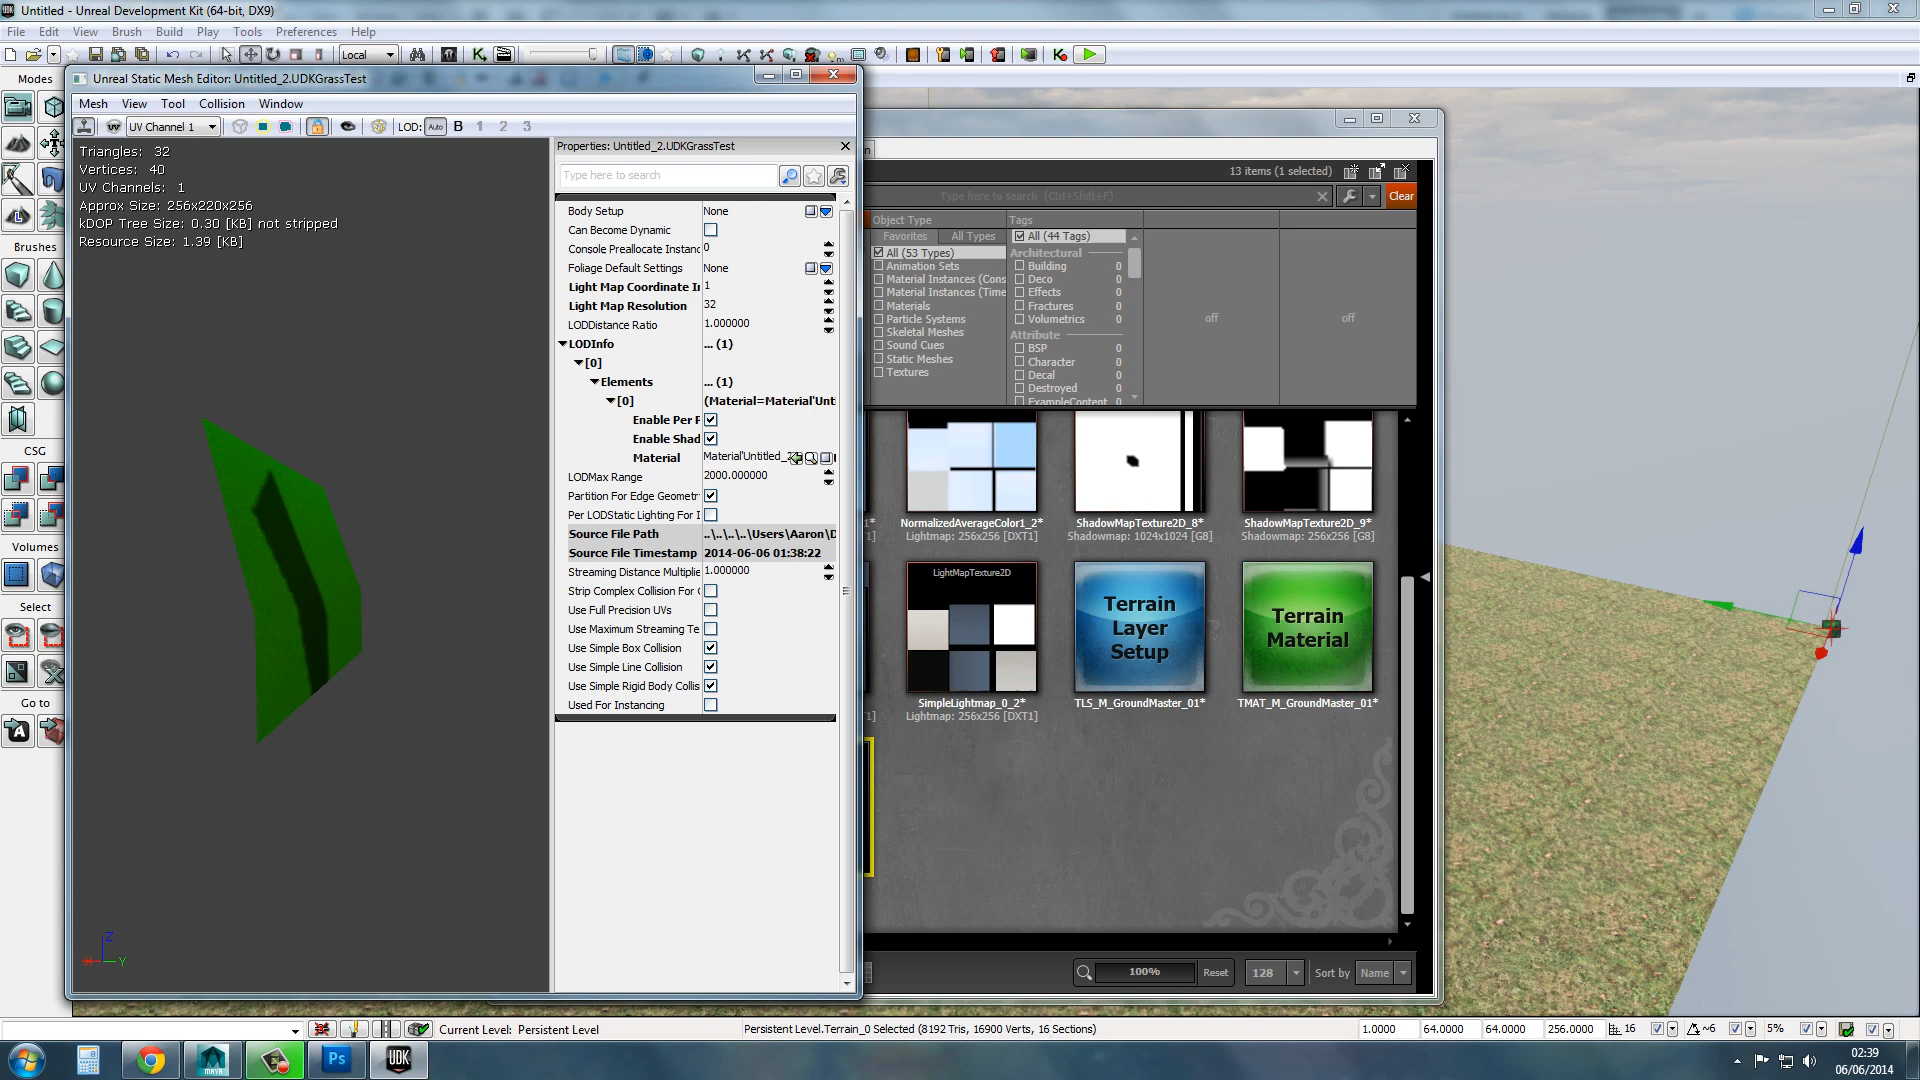 Untitled - Unreal Development Kit (64-bit, DX9)
File Edit View Brush Build Play Tools Preferences Help
Local
Modes
Unreal Static Mesh Editor: Untitled_2.UDKGrassTest
Mesh View Tool Collision Window
UV Channel 1
LOD: Auto B 1 2 3
Triangles: 32
Vertices: 40
UV Channels: 1
Approx Size: 256x220x256
kDOP Tree Size: 0.30 [KB] not stripped
Resource Size: 1.39 [KB]
Properties: Untitled_2.UDKGrassTest
Type here to search
Body Setup None
Can Become Dynamic
Console Preallocate Instanc 0
Foliage Default Settings None
Light Map Coordinate I 1
Light Map Resolution 32
LODDistance Ratio 1.000000
LODInfo ... (1)
[0]
Elements ... (1)
[0] (Material=Material'Unti
Enable Per
Enable Shad
Material Material'Untitled_2
LODMax Range 2000.000000
Partition For Edge Geometr
Per LODStatic Lighting For I
Source File Path ..\..\..\..\Users\Aaron\D
Source File Timestamp 2014-06-06 01:38:22
Streaming Distance Multiplie 1.000000
Strip Complex Collision For
Use Full Precision UVs
Use Maximum Streaming Te
Use Simple Box Collision
Use Simple Line Collision
Use Simple Rigid Body Collis
Used For Instancing
Brushes
CSG
Volumes
Select
Go to
Z
X
Y
13 items (1 selected)
Type here to search (Ctrl+Shift+F)
Clear
Object Type
Favorites All Types
All (53 Types)
Animation Sets
Material Instances (Cons
Material Instances (Time
Materials
Particle Systems
Skeletal Meshes
Sound Cues
Static Meshes
Textures
Tags
All (44 Tags)
Architectural
Building 0
Deco 0
Effects 0
Fractures 0
Volumetrics 0
Attribute
BSP 0
Character 0
Decal 0
Destroyed 0
ExampleContent 0
off
off
NormalizedAverageColor1_2*
Lightmap: 256x256 [DXT1]
ShadowMapTexture2D_8*
Shadowmap: 1024x1024 [G8]
ShadowMapTexture2D_9*
Shadowmap: 256x256 [G8]
LightMapTexture2D
SimpleLightmap_0_2*
Lightmap: 256x256 [DXT1]
Terrain
Layer
Setup
TLS_M_GroundMaster_01*
Terrain
Material
TMAT_M_GroundMaster_01*
100% Reset 128 Sort by Name
Current Level: Persistent Level
Persistent Level.Terrain_0 Selected (8192 Tris, 16900 Verts, 16 Sections)
1.0000 64.0000 64.0000 256.0000 16 ~6 5%
MAYA
Ps
UDK
02:39
06/06/2014